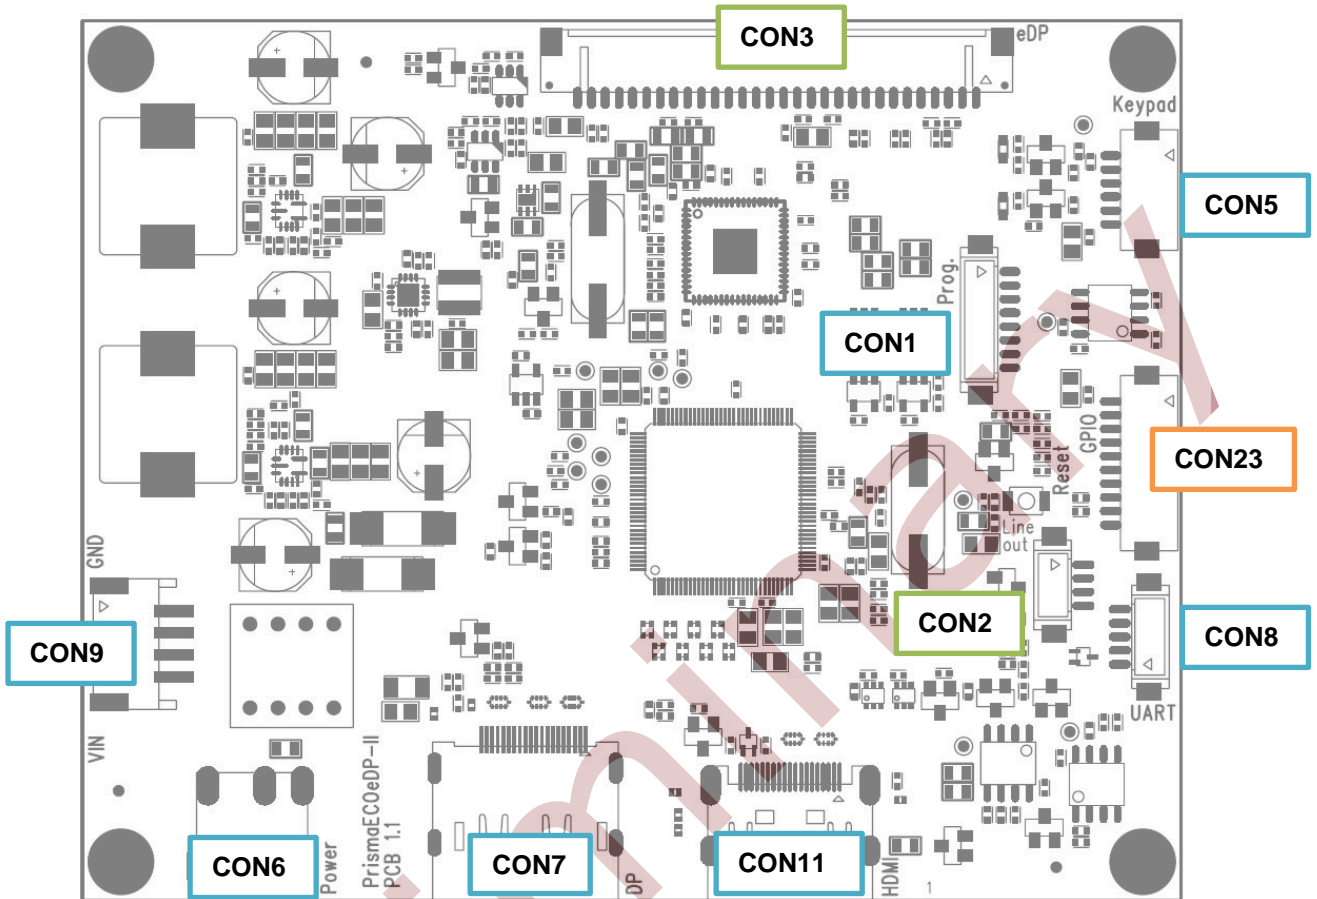 CON3
eDP
Keypad
CON5
Prog.
CON1
GPIO
CON23
Reset
Line
out
GND
CON2
CON8
CON9
UART
VIN
PrismaECOeDP-II
PCB 1.1
CON6
Power
CON7
DP
CON11
HDMI
1
minary